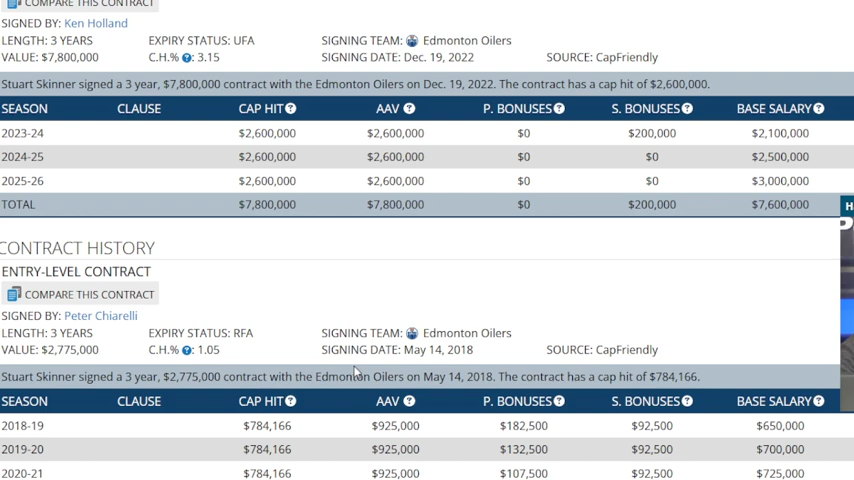 COMPARE THIS CONTRACT
SIGNED BY: Ken Holland
LENGTH: 3 YEARS EXPIRY STATUS: UFA SIGNING TEAM: Edmonton Oilers
VALUE: $7,800,000 C.H.% ?: 3.15 SIGNING DATE: Dec. 19, 2022 SOURCE: CapFriendly
Stuart Skinner signed a 3 year, $7,800,000 contract with the Edmonton Oilers on Dec. 19, 2022. The contract has a cap hit of $2,600,000.
SEASON CLAUSE CAP HIT ? AAV ? P. BONUSES ? S. BONUSES ? BASE SALARY ?
2023-24 $2,600,000 $2,600,000 $0 $200,000 $2,100,000
2024-25 $2,600,000 $2,600,000 $0 $0 $2,500,000
2025-26 $2,600,000 $2,600,000 $0 $0 $3,000,000
TOTAL $7,800,000 $7,800,000 $0 $200,000 $7,600,000
H
P
CONTRACT HISTORY
ENTRY-LEVEL CONTRACT
COMPARE THIS CONTRACT
SIGNED BY: Peter Chiarelli
LENGTH: 3 YEARS EXPIRY STATUS: RFA SIGNING TEAM: Edmonton Oilers
VALUE: $2,775,000 C.H.% ?: 1.05 SIGNING DATE: May 14, 2018 SOURCE: CapFriendly
Stuart Skinner signed a 3 year, $2,775,000 contract with the Edmonton Oilers on May 14, 2018. The contract has a cap hit of $784,166.
SEASON CLAUSE CAP HIT ? AAV ? P. BONUSES ? S. BONUSES ? BASE SALARY ?
2018-19 $784,166 $925,000 $182,500 $92,500 $650,000
2019-20 $784,166 $925,000 $132,500 $92,500 $700,000
2020-21 $784,166 $925,000 $107,500 $92,500 $725,000